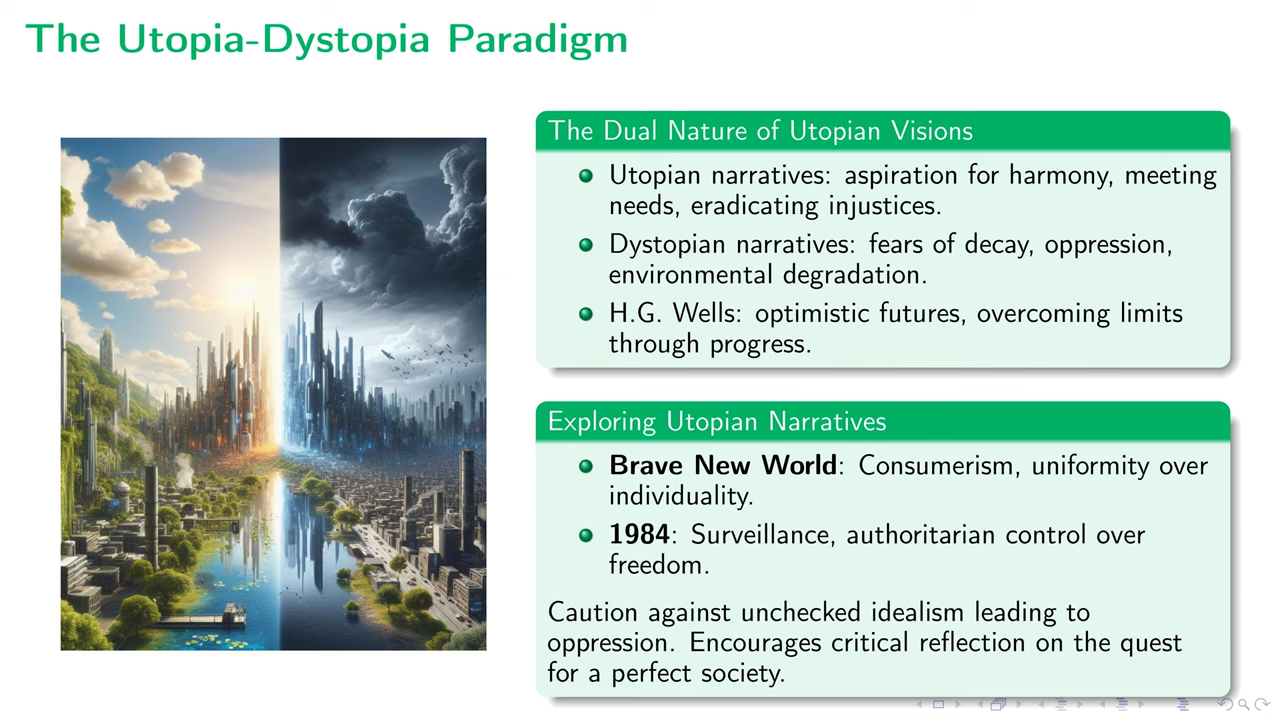 The Utopia-Dystopia Paradigm
The Dual Nature of Utopian Visions
Utopian narratives: aspiration for harmony, meeting
needs, eradicating injustices.
Dystopian narratives: fears of decay, oppression,
environmental degradation.
H.G. Wells: optimistic futures, overcoming limits
through progress.
Exploring Utopian Narratives
Brave New World: Consumerism, uniformity over
individuality.
1984: Surveillance, authoritarian control over
freedom.
Caution against unchecked idealism leading to
oppression. Encourages critical reflection on the quest
for a perfect society.